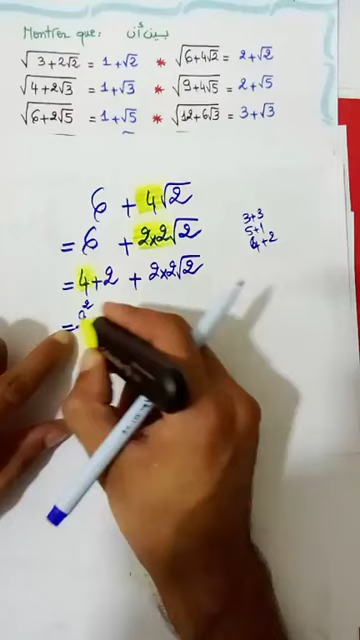 Montrer que: بين أن
√3+2√2 = 1+√2 * √6+4√2 = 2+√2
√4+2√3 = 1+√3 * √9+4√5 = 2+√5
√6+2√5 = 1+√5 * √12+6√3 = 3+√3
6 + 4√2
= 6 + 2×2√2
= 4+2 + 2×2√2
=
3+3
5+1
4+2